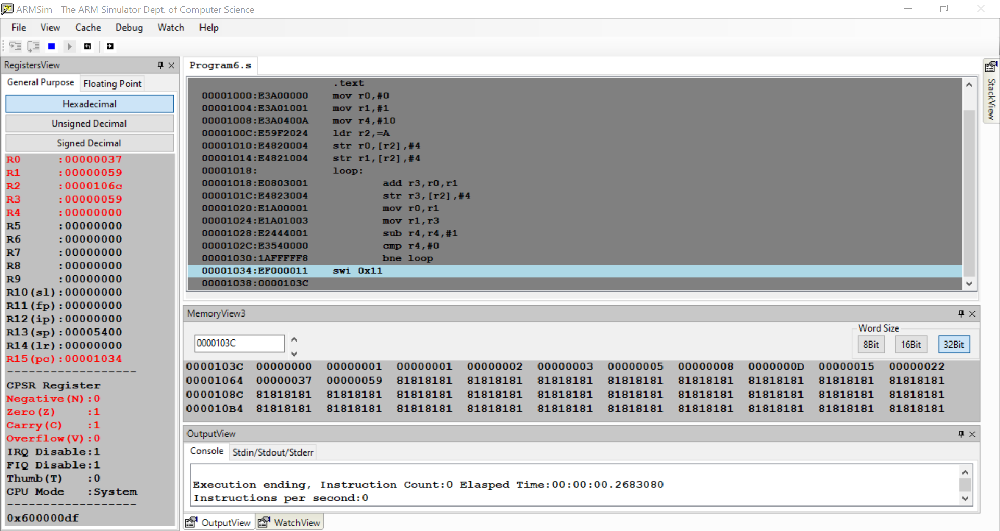 ARMSim - The ARM Simulator Dept. of Computer Science
File View Cache Debug Watch Help
RegistersView
General Purpose Floating Point
Hexadecimal
Unsigned Decimal
Signed Decimal
R0 :00000037
R1 :00000059
R2 :0000106c
R3 :00000059
R4 :00000000
R5 :00000000
R6 :00000000
R7 :00000000
R8 :00000000
R9 :00000000
R10(sl):00000000
R11(fp):00000000
R12(ip):00000000
R13(sp):00005400
R14(lr):00000000
R15(pc):00001034
-------------------
CPSR Register
Negative(N):0
Zero(Z) :1
Carry(C) :1
Overflow(V):0
IRQ Disable:1
FIQ Disable:1
Thumb(T) :0
CPU Mode :System
-------------------
0x600000df
Program6.s
.text
00001000:E3A00000 mov r0,#0
00001004:E3A01001 mov r1,#1
00001008:E3A0400A mov r4,#10
0000100C:E59F2024 ldr r2,=A
00001010:E4820004 str r0,[r2],#4
00001014:E4821004 str r1,[r2],#4
00001018: loop:
00001018:E0803001 add r3,r0,r1
0000101C:E4823004 str r3,[r2],#4
00001020:E1A00001 mov r0,r1
00001024:E1A01003 mov r1,r3
00001028:E2444001 sub r4,r4,#1
0000102C:E3540000 cmp r4,#0
00001030:1AFFFFF8 bne loop
00001034:EF000011 swi 0x11
00001038:0000103C
StackView
MemoryView3
Word Size
0000103C 8Bit 16Bit 32Bit
0000103C 00000000 00000001 00000001 00000002 00000003 00000005 00000008 0000000D 00000015 00000022
00001064 00000037 00000059 81818181 81818181 81818181 81818181 81818181 81818181 81818181 81818181
0000108C 81818181 81818181 81818181 81818181 81818181 81818181 81818181 81818181 81818181 81818181
000010B4 81818181 81818181 81818181 81818181 81818181 81818181 81818181 81818181 81818181 81818181
OutputView
Console Stdin/Stdout/Stderr
Execution ending, Instruction Count:0 Elasped Time:00:00:00.2683080
Instructions per second:0
OutputView WatchView